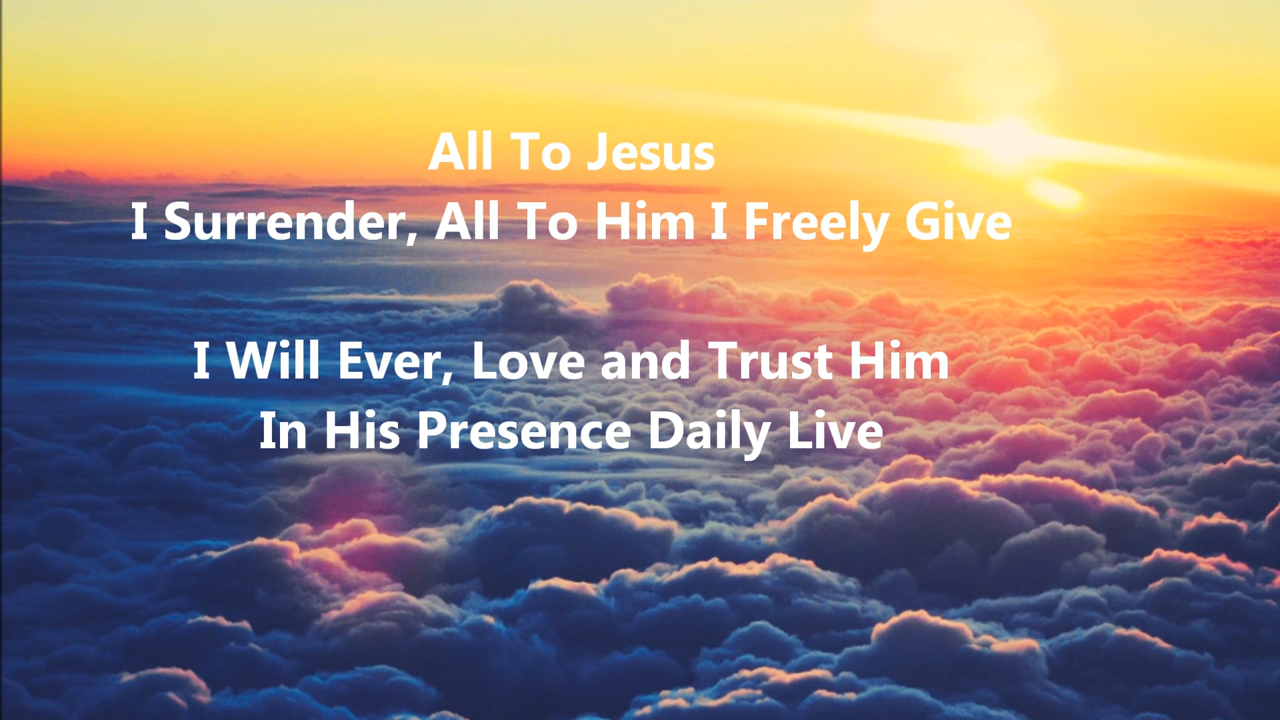 All To Jesus
I Surrender, All To Him I Freely Give
I Will Ever, Love and Trust Him
In His Presence Daily Live